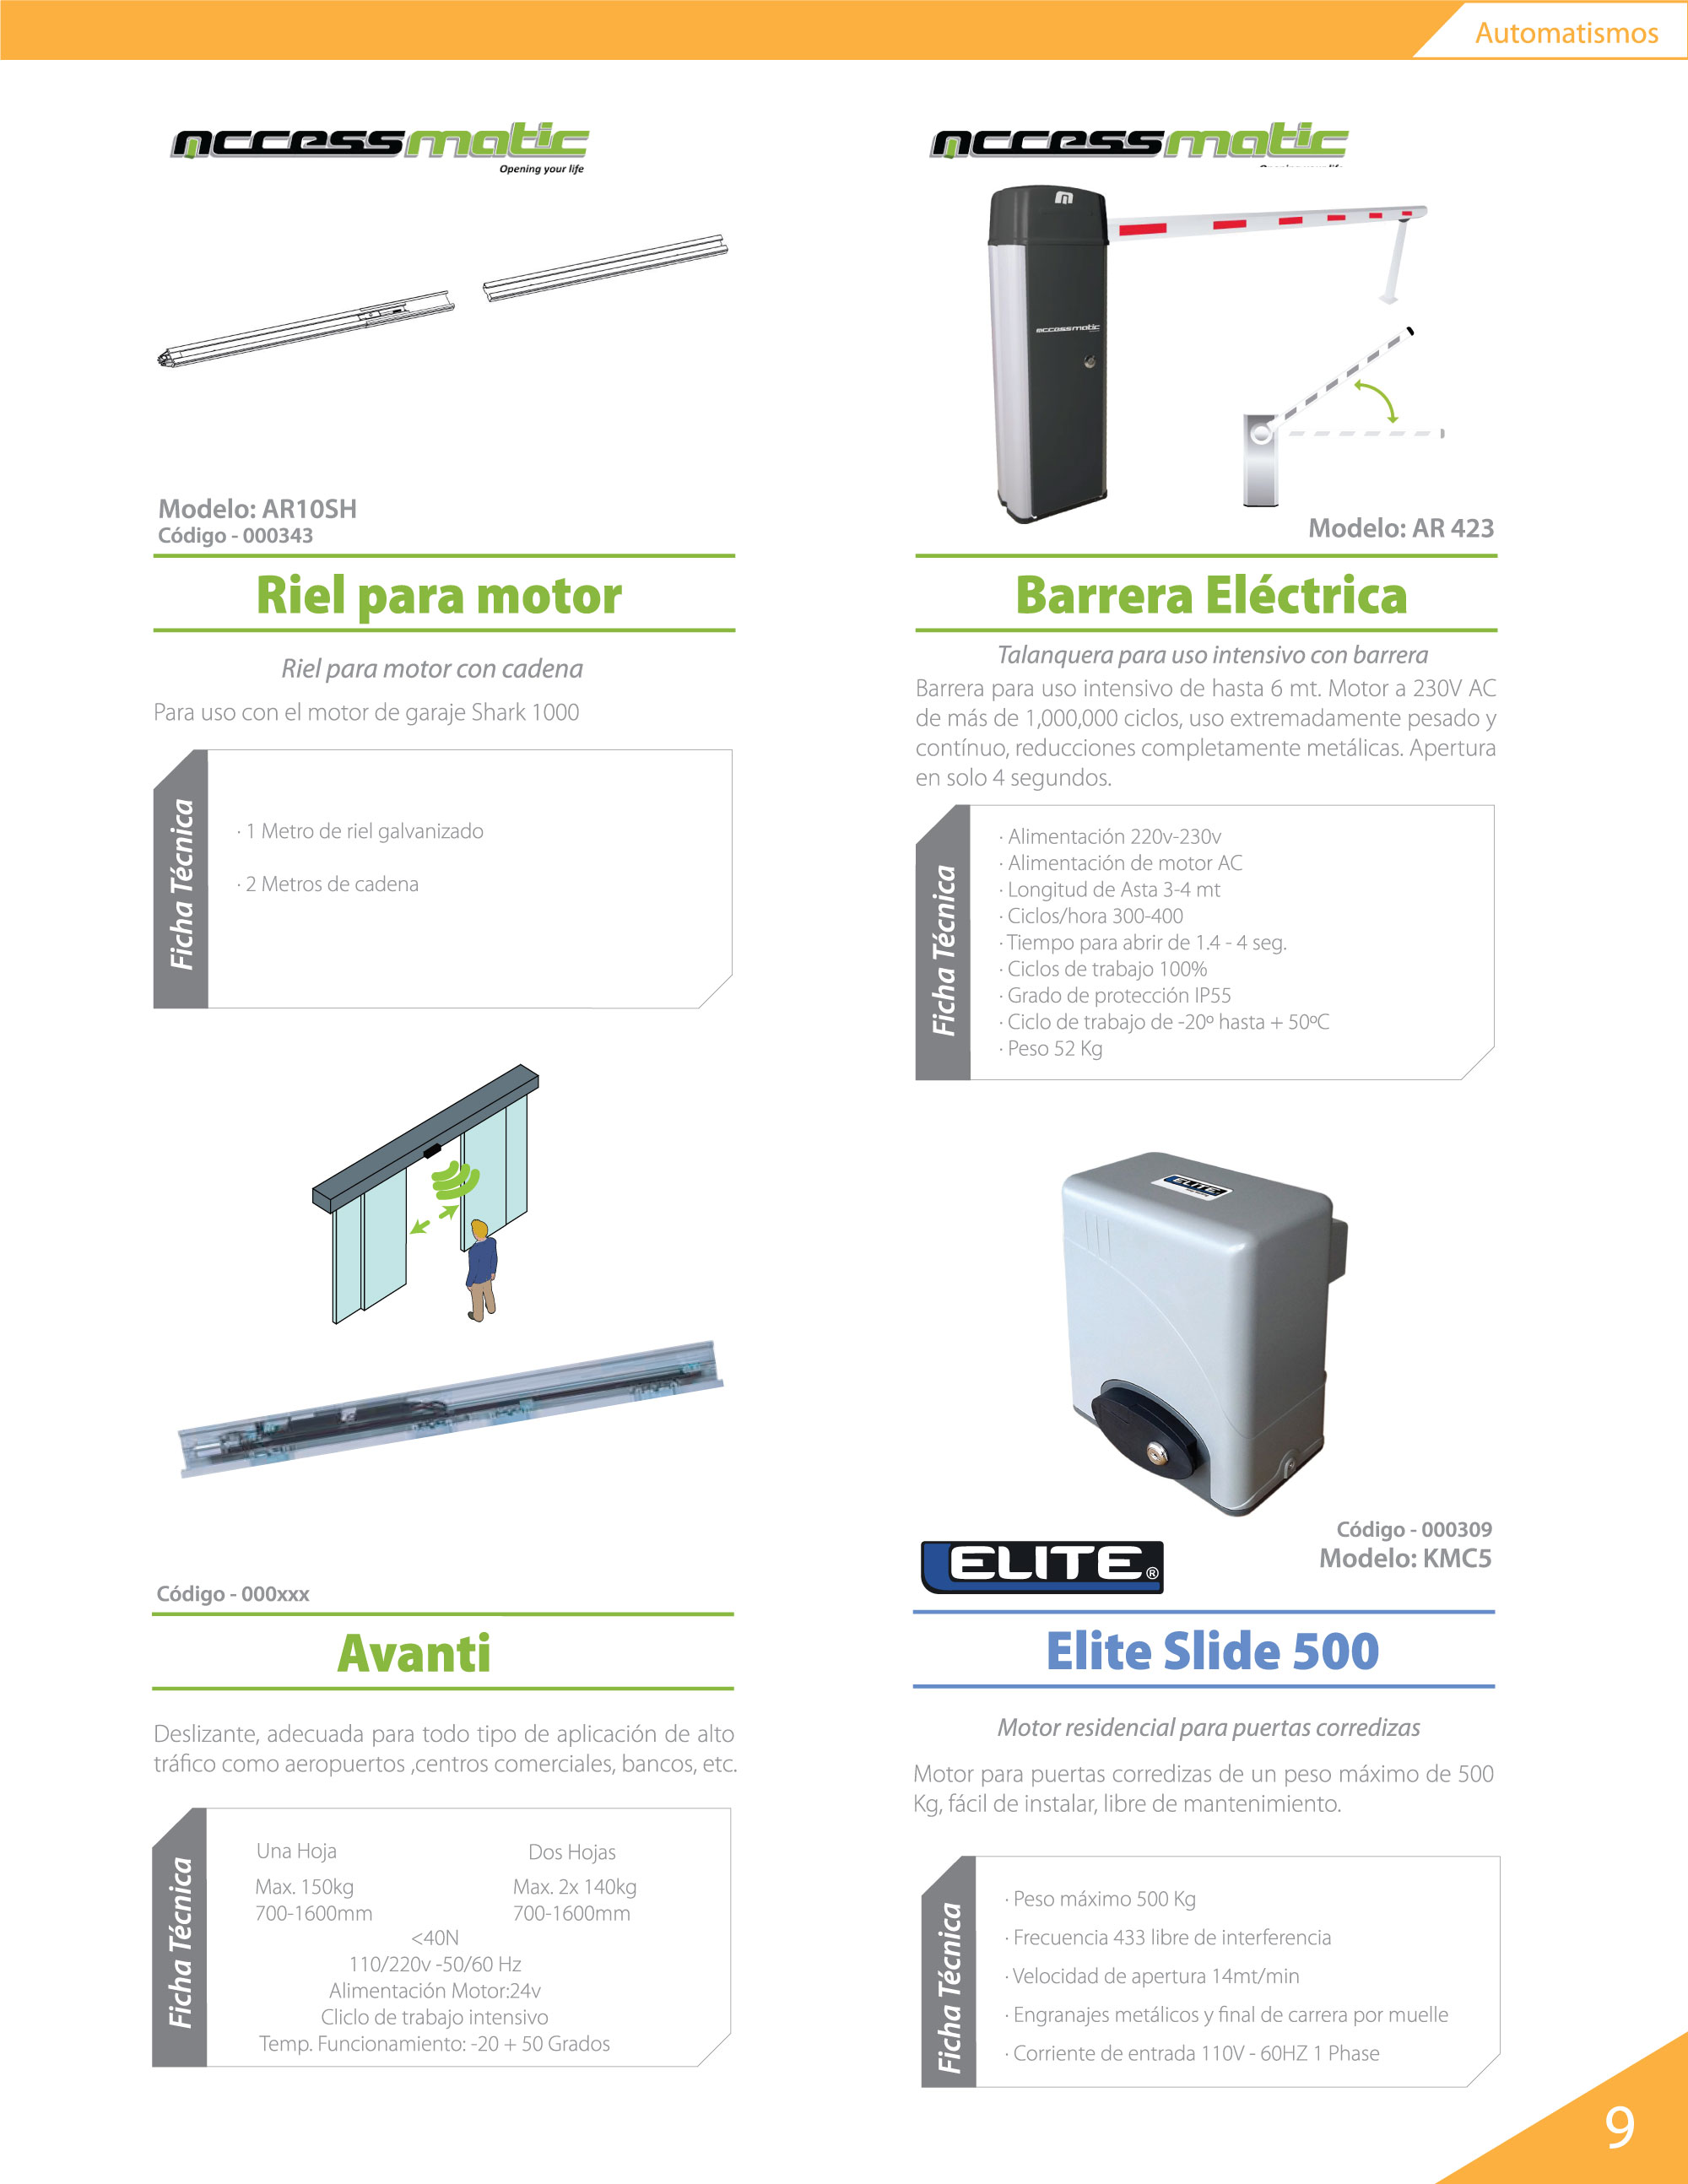 Automatismos
accessmatic
Opening your life
Modelo: AR10SH
Código - 000343
Riel para motor
Riel para motor con cadena
Para uso con el motor de garaje Shark 1000
Ficha Técnica
· 1 Metro de riel galvanizado
· 2 Metros de cadena
accessmatic
accessmatic
Modelo: AR 423
Barrera Eléctrica
Talanquera para uso intensivo con barrera
Barrera para uso intensivo de hasta 6 mt. Motor a 230V AC
de más de 1,000,000 ciclos, uso extremadamente pesado y
contínuo, reducciones completamente metálicas. Apertura
en solo 4 segundos.
Ficha Técnica
· Alimentación 220v-230v
· Alimentación de motor AC
· Longitud de Asta 3-4 mt
· Ciclos/hora 300-400
· Tiempo para abrir de 1.4 - 4 seg.
· Ciclos de trabajo 100%
· Grado de protección IP55
· Ciclo de trabajo de -20º hasta + 50ºC
· Peso 52 Kg
Código - 000xxx
Avanti
Deslizante, adecuada para todo tipo de aplicación de alto
tráfico como aeropuertos ,centros comerciales, bancos, etc.
Ficha Técnica
Una Hoja Dos Hojas
Max. 150kg Max. 2x 140kg
700-1600mm 700-1600mm
<40N
110/220v -50/60 Hz
Alimentación Motor:24v
Cliclo de trabajo intensivo
Temp. Funcionamiento: -20 + 50 Grados
ELITE
Código - 000309
Modelo: KMC5
ELITE®
Elite Slide 500
Motor residencial para puertas corredizas
Motor para puertas corredizas de un peso máximo de 500
Kg, fácil de instalar, libre de mantenimiento.
Ficha Técnica
· Peso máximo 500 Kg
· Frecuencia 433 libre de interferencia
· Velocidad de apertura 14mt/min
· Engranajes metálicos y final de carrera por muelle
· Corriente de entrada 110V - 60HZ 1 Phase
9